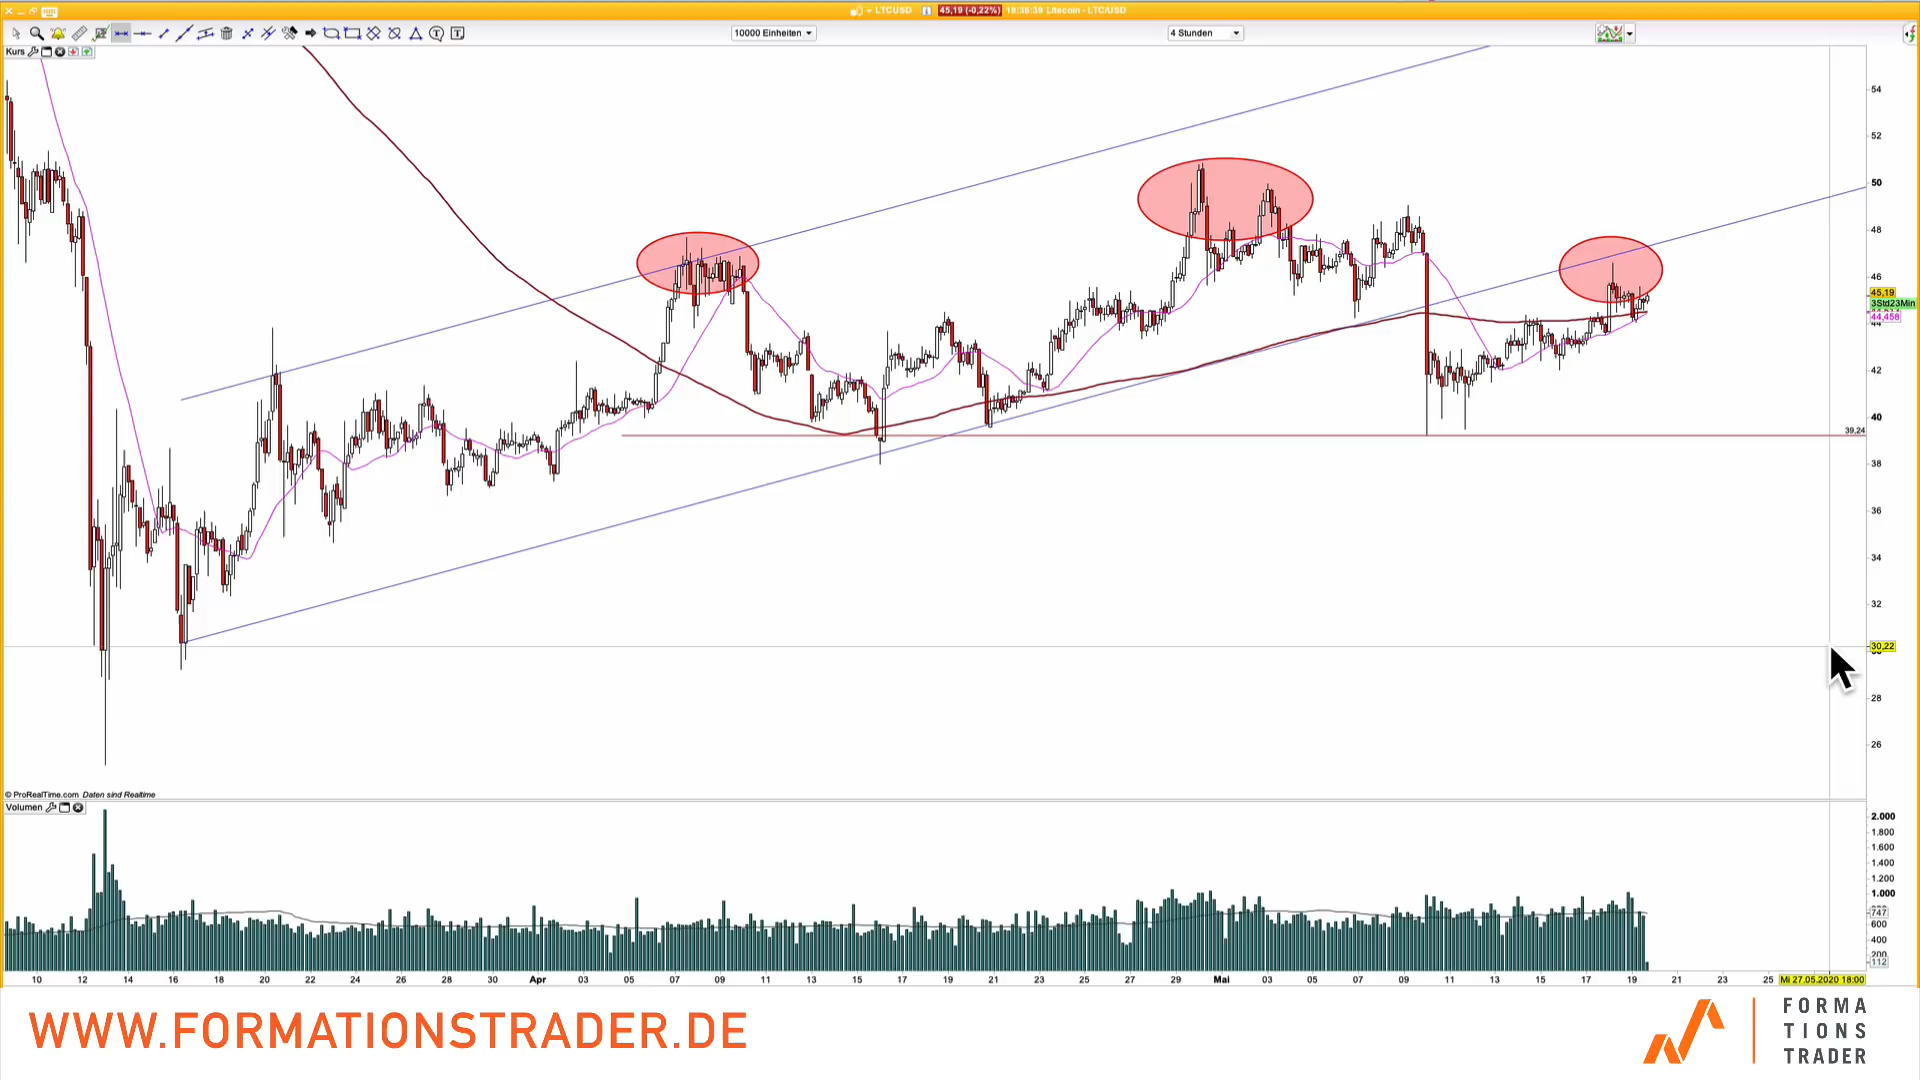 LTCUSD 45,19 (-0,22%) 18:36:39 Litecoin - LTC/USD
10000 Einheiten
4 Stunden
Kurs
54
52
50
48
46
45,19
3Std23Min
44,458
44
42
40
39,24
38
36
34
32
30,22
28
26
© ProRealTime.com Daten sind Realtime
Volumen
2.000
1.800
1.600
1.400
1.200
1.000
747
600
400
200
112
10 12 14 16 18 20 22 24 26 28 30 Apr 03 05 07 09 11 13 15 17 19 21 23 25 27 29 Mai 03 05 07 09 11 13 15 17 19 21 23 25 Mi 27.05.2020 18:00
WWW.FORMATIONSTRADER.DE
FORMA
TIONS
TRADER